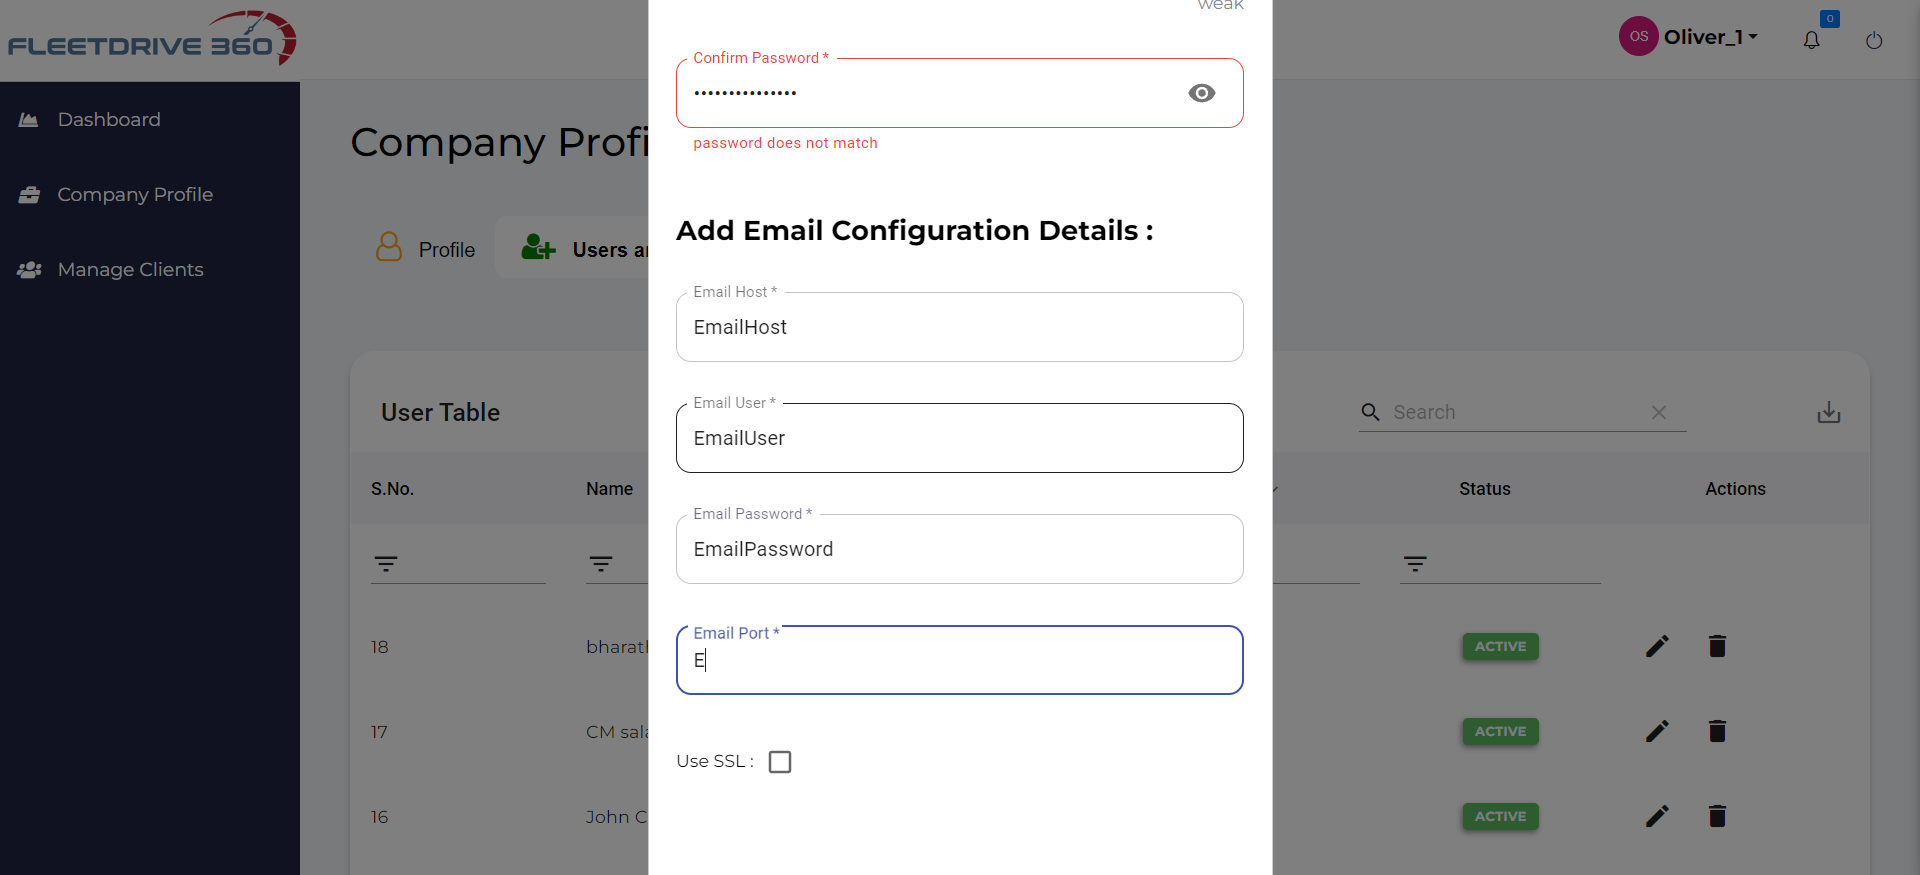 FLEETDRIVE 360
OS Oliver_1
0
Dashboard
Company Profile
Manage Clients
Company Profi
Profile
Users a
weak
Confirm Password *
•••••••••••••••
password does not match
Add Email Configuration Details :
Email Host *
EmailHost
Email User *
EmailUser
Email Password *
EmailPassword
Email Port *
E
Use SSL :
User Table
Search
S.No. Name Status Actions
18 bharat ACTIVE
17 CM sala ACTIVE
16 John C ACTIVE